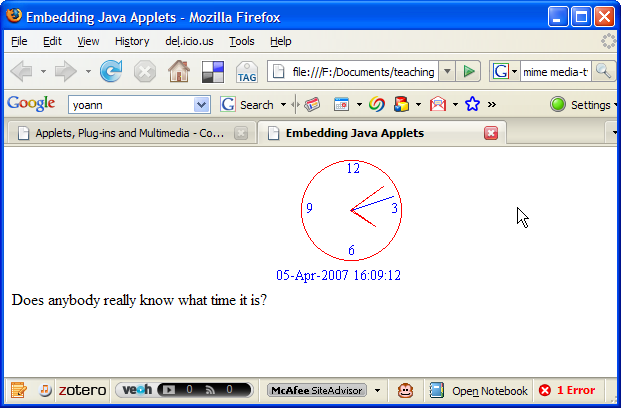 Embedding Java Applets - Mozilla Firefox
File Edit View History del.icio.us Tools Help
TAG file:///F:/Documents/teaching G mime media-t
Google yoann G Search Settings
Applets, Plug-ins and Multimedia - Co... Embedding Java Applets
12
9 3
6
05-Apr-2007 16:09:12
Does anybody really know what time it is?
zotero veoh 0 0 McAfee SiteAdvisor Open Notebook 1 Error